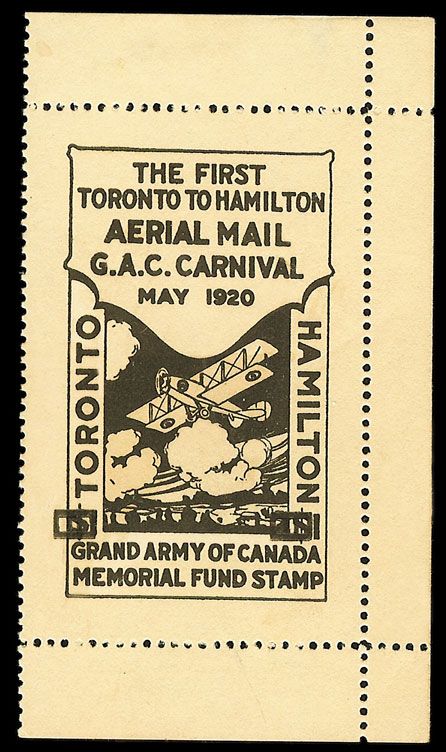 THE FIRST
TORONTO TO HAMILTON
AERIAL MAIL
G.A.C. CARNIVAL
MAY 1920
TORONTO
HAMILTON
GRAND ARMY OF CANADA
MEMORIAL FUND STAMP